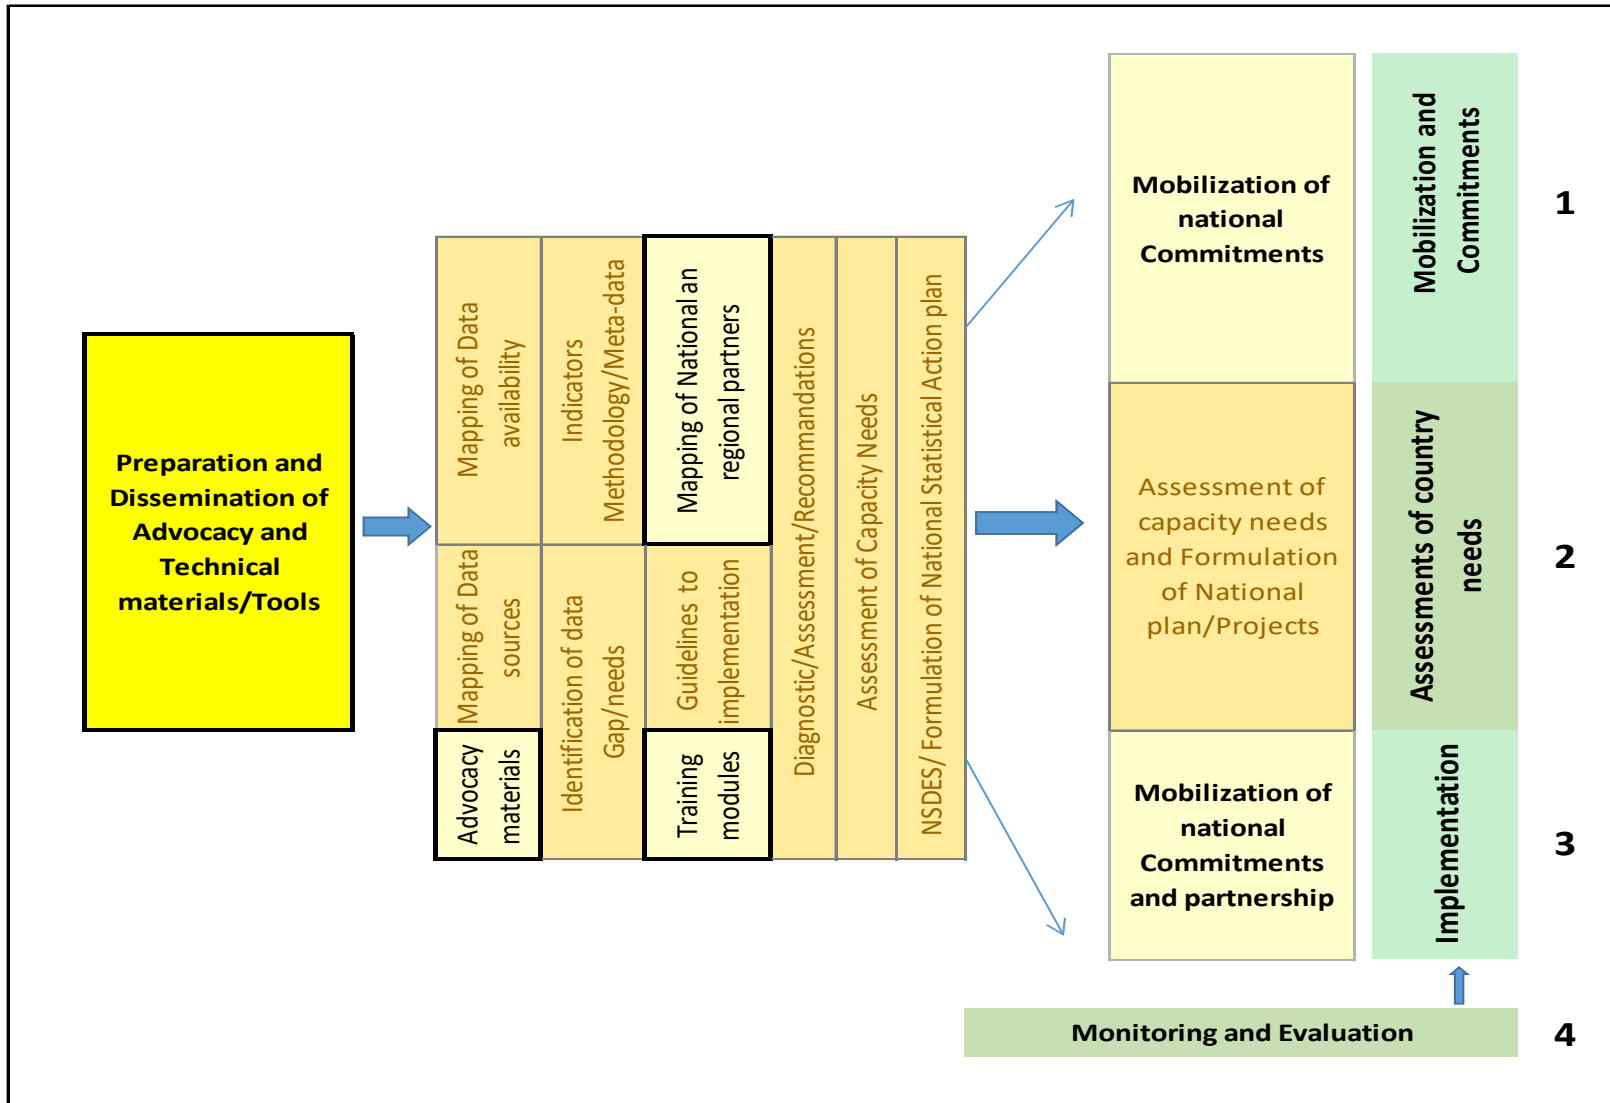 Preparation and
Dissemination of
Advocacy and
Technical
materials/Tools
Mapping of Data
availability
Mapping of Data
sources
Advocacy
materials
Indicators
Methodology/Meta-data
Identification of data
Gap/needs
Mapping of National an
regional partners
Guidelines to
implementation
Training
modules
Diagnostic/Assessment/Recommandations
Assessment of Capacity Needs
NSDES/ Formulation of National Statistical Action plan
Mobilization of
national
Commitments
Assessment of
capacity needs
and Formulation
of National
plan/Projects
Mobilization of
national
Commitments
and partnership
Mobilization and
Commitments
1
Assessments of country
needs
2
Implementation
3
Monitoring and Evaluation
4